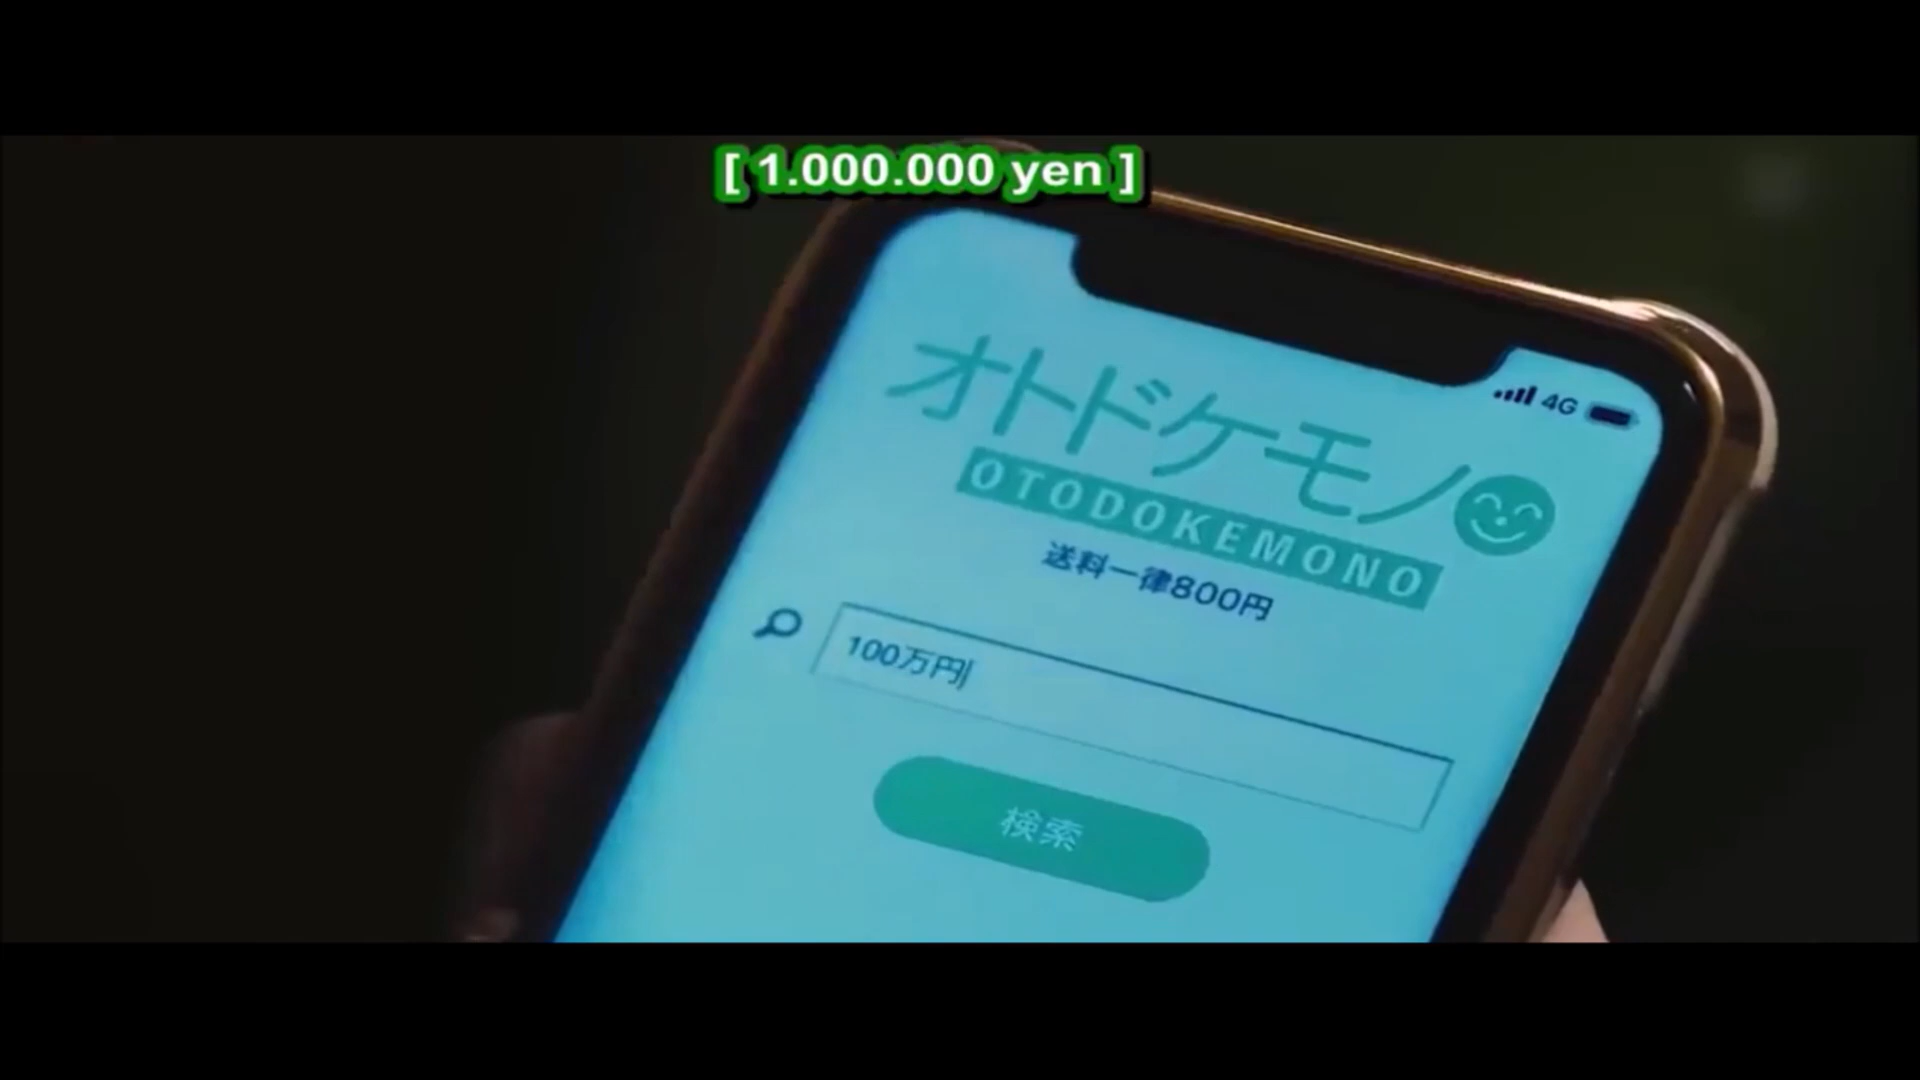 [ 1.000.000 yen ]
4G
オトドケモノ
OTODOKEMONO
送料一律800円
100万円
検索